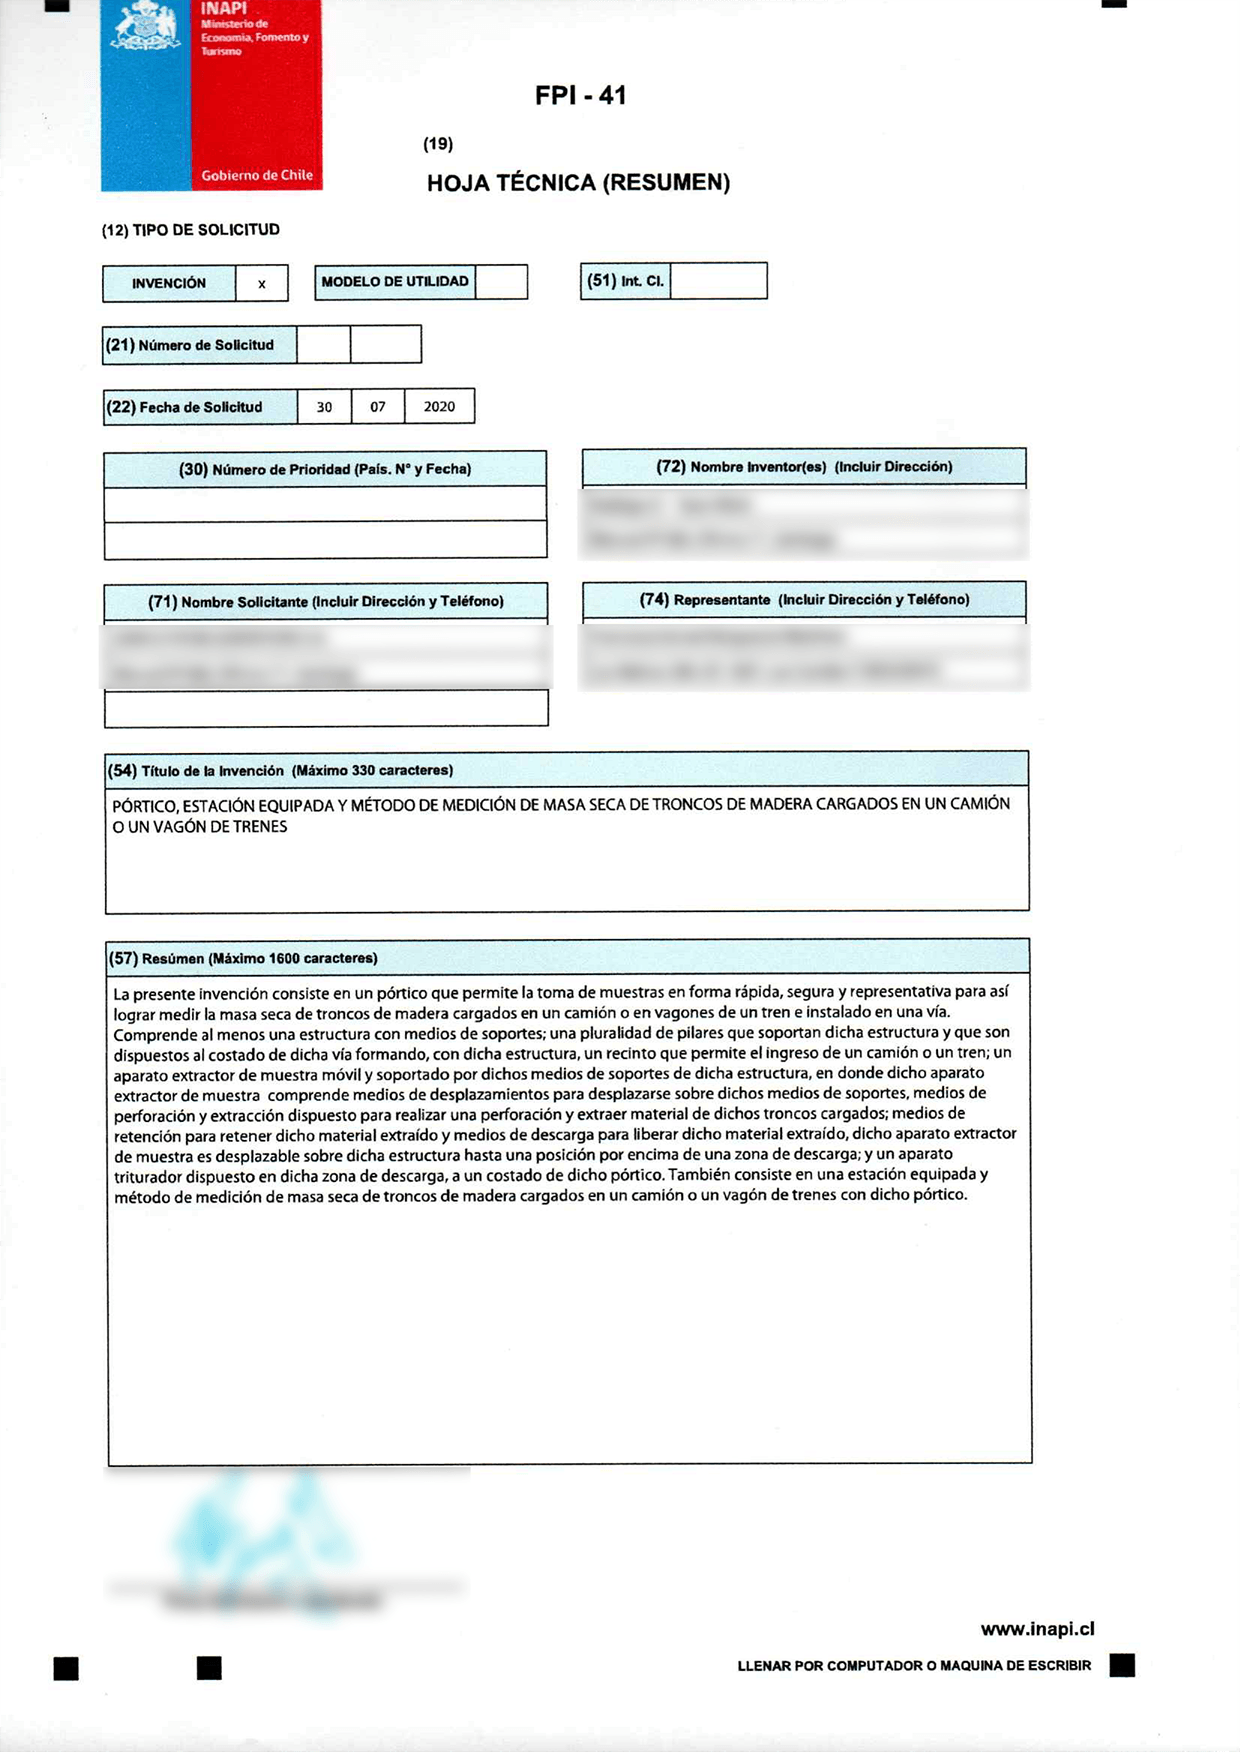 INAPI
Ministerio de
Economía, Fomento y
Turismo
Gobierno de Chile
FPI - 41
(19)
HOJA TÉCNICA (RESUMEN)
(12) TIPO DE SOLICITUD
INVENCIÓN x MODELO DE UTILIDAD (51) Int. Cl.
(21) Número de Solicitud
(22) Fecha de Solicitud 30 07 2020
(30) Número de Prioridad (País. N° y Fecha)
(72) Nombre Inventor(es) (Incluir Dirección)
(71) Nombre Solicitante (Incluir Dirección y Teléfono)
(74) Representante (Incluir Dirección y Teléfono)
(54) Título de la Invención (Máximo 330 caracteres)
PÓRTICO, ESTACIÓN EQUIPADA Y MÉTODO DE MEDICIÓN DE MASA SECA DE TRONCOS DE MADERA CARGADOS EN UN CAMIÓN
O UN VAGÓN DE TRENES
(57) Resúmen (Máximo 1600 caracteres)
La presente invención consiste en un pórtico que permite la toma de muestras en forma rápida, segura y representativa para así
lograr medir la masa seca de troncos de madera cargados en un camión o en vagones de un tren e instalado en una vía.
Comprende al menos una estructura con medios de soportes; una pluralidad de pilares que soportan dicha estructura y que son
dispuestos al costado de dicha vía formando, con dicha estructura, un recinto que permite el ingreso de un camión o un tren; un
aparato extractor de muestra móvil y soportado por dichos medios de soportes de dicha estructura, en donde dicho aparato
extractor de muestra comprende medios de desplazamientos para desplazarse sobre dichos medios de soportes, medios de
perforación y extracción dispuesto para realizar una perforación y extraer material de dichos troncos cargados; medios de
retención para retener dicho material extraído y medios de descarga para liberar dicho material extraído, dicho aparato extractor
de muestra es desplazable sobre dicha estructura hasta una posición por encima de una zona de descarga; y un aparato
triturador dispuesto en dicha zona de descarga, a un costado de dicho pórtico. También consiste en una estación equipada y
método de medición de masa seca de troncos de madera cargados en un camión o un vagón de trenes con dicho pórtico.
www.inapi.cl
LLENAR POR COMPUTADOR O MAQUINA DE ESCRIBIR